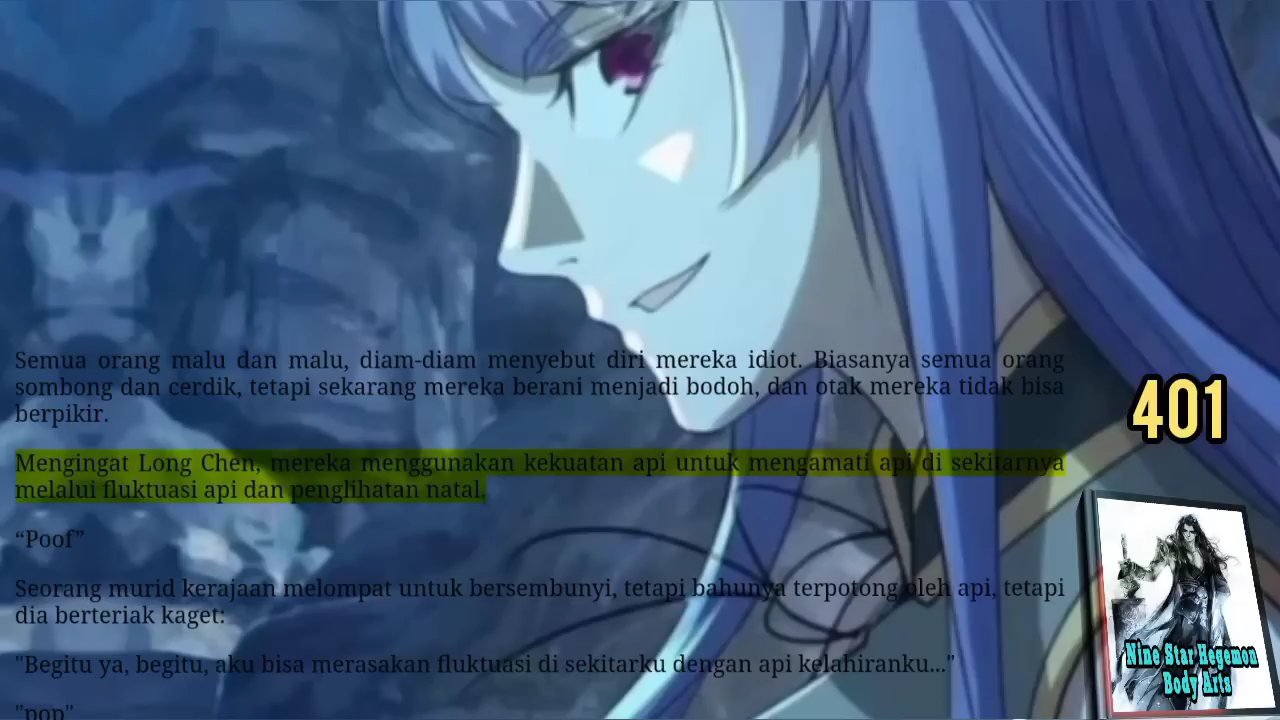 Semua orang malu dan malu, diam-diam menyebut diri mereka idiot. Biasanya semua orang
sombong dan cerdik, tetapi sekarang mereka berani menjadi bodoh, dan otak mereka tidak bisa
berpikir.
Mengingat Long Chen, mereka menggunakan kekuatan api untuk mengamati api di sekitarnya
melalui fluktuasi api dan penglihatan natal.
“Poof”
Seorang murid kerajaan melompat untuk bersembunyi, tetapi bahunya terpotong oleh api, tetapi
dia berteriak kaget:
"Begitu ya, begitu, aku bisa merasakan fluktuasi di sekitarku dengan api kelahiranku..."
"pop"
401
Nine Star Hegemon
Body Arts